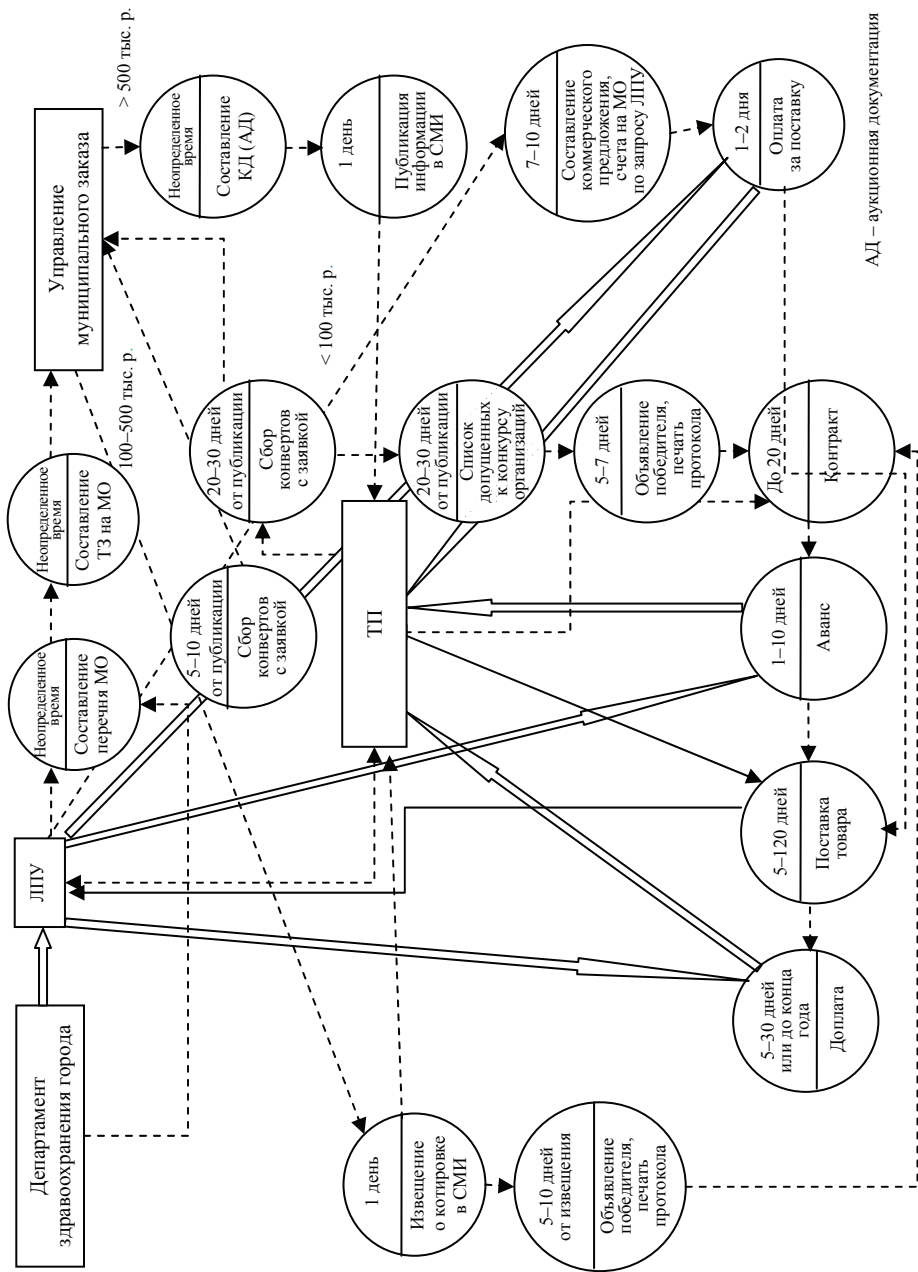 Департамент
здравоохранения города
ЛПУ
Неопределенное
время
Составление
перечня МО
Неопределенное
время
Составление
ТЗ на МО
Управление
муниципального заказа
> 500 тыс. р.
Неопределенное
время
Составление
КД (АД)
1 день
Публикация
информации
в СМИ
100–500 тыс. р.
5–10 дней
от публикации
Сбор
конвертов
с заявкой
20–30 дней
от публикации
Сбор
конвертов
с заявкой
< 100 тыс. р.
7–10 дней
Составление
коммерческого
предложения,
счета на МО
по запросу ЛПУ
1 день
Извещение
о котировке
в СМИ
ТП
20–30 дней
от публикации
Список
допущенных
к конкурсу
организаций
5–10 дней
от извещения
Объявление
победителя,
печать
протокола
5–7 дней
Объявление
победителя,
печать
протокола
1–2 дня
Оплата
за поставку
5–30 дней
или до конца
года
Доплата
5–120 дней
Поставка
товара
1–10 дней
Аванс
До 20 дней
Контракт
АД – аукционная документация